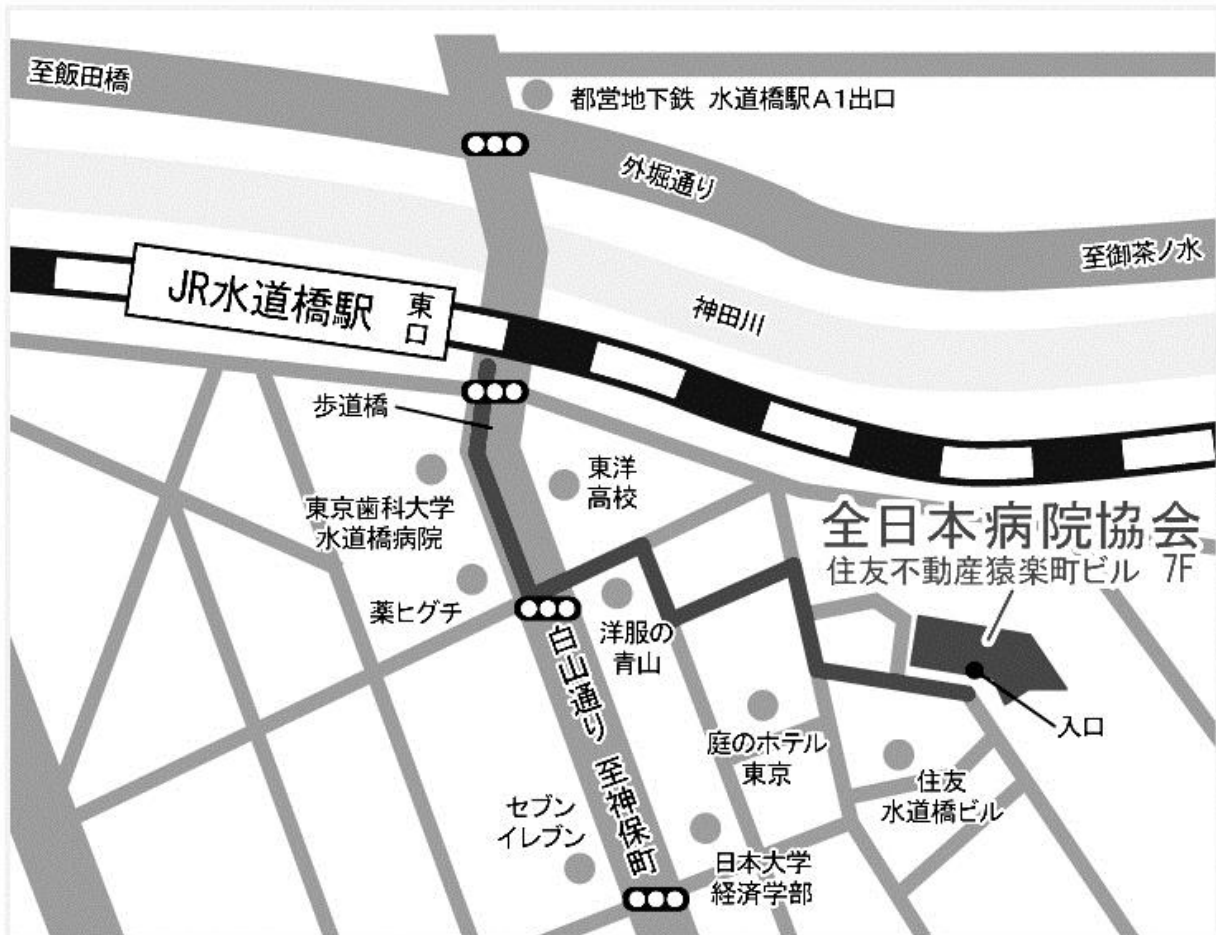 至飯田橋
都営地下鉄 水道橋駅A1出口
外堀通り
至御茶ノ水
JR水道橋駅
東口
神田川
歩道橋
東洋
高校
東京歯科大学
水道橋病院
全日本病院協会
住友不動産猿楽町ビル 7F
薬ヒグチ
洋服の
青山
白山通り 至神保町
入口
庭のホテル
東京
住友
水道橋ビル
セブン
イレブン
日本大学
経済学部